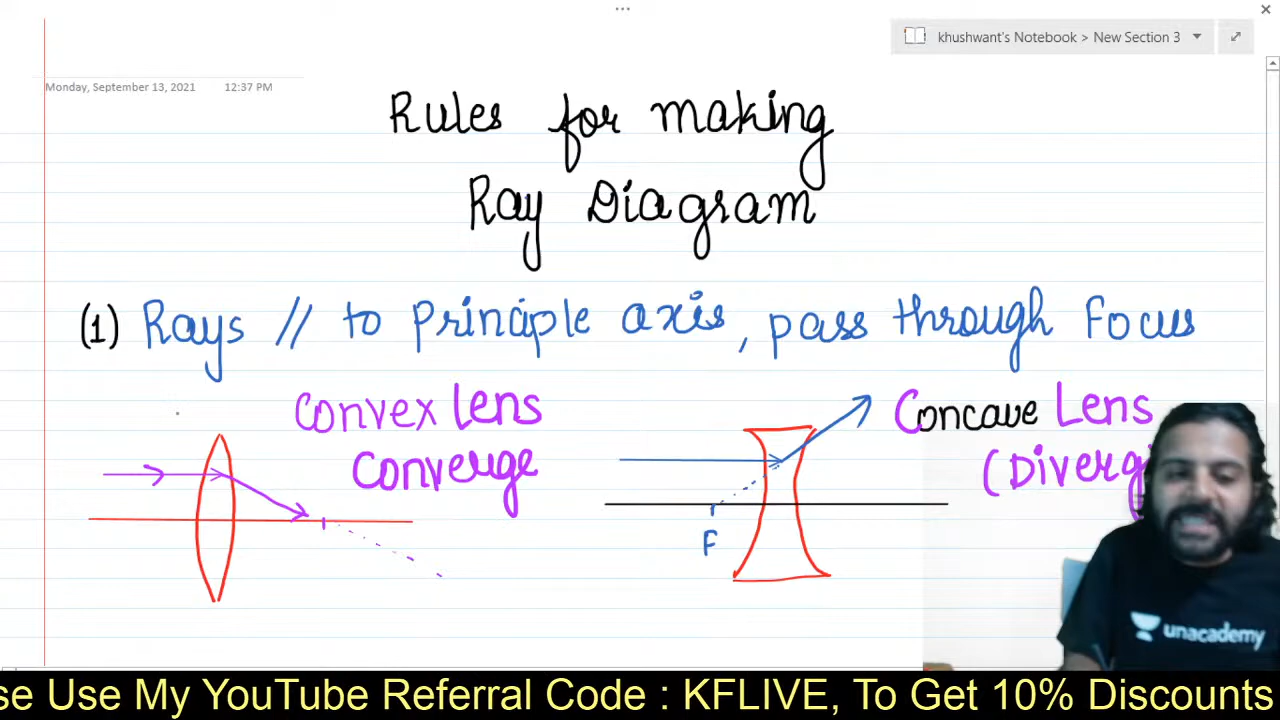 khushwant's Notebook > New Section 3
Monday, September 13, 2021 12:37 PM
Rules for making
Ray Diagram
(1) Rays // to Principle axis, pass through Focus
Convex Lens
Converge
Concave Lens
(Diverg
F
unacademy
se Use My YouTube Referral Code : KFLIVE, To Get 10% Discounts